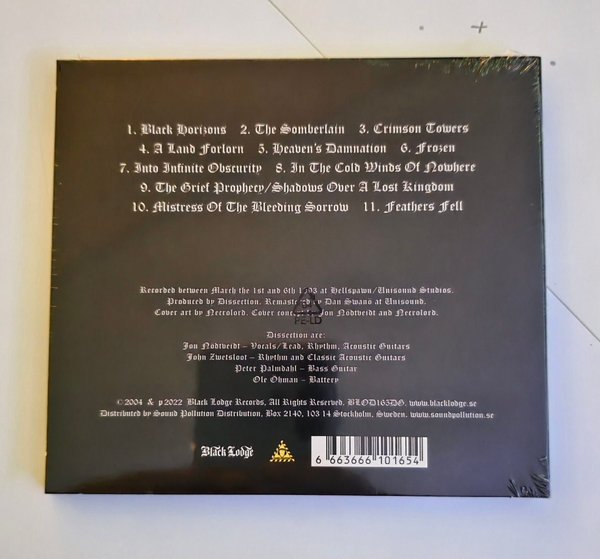 1. Black Horizons 2. The Somberlain 3. Crimson Towers
4. A Land Forlorn 5. Heaven's Damnation 6. Frozen
7. Into Infinite Obscurity 8. In The Cold Winds Of Nowhere
9. The Grief Prophecy/Shadows Over A Lost Kingdom
10. Mistress Of The Bleeding Sorrow 11. Feathers Fell
Recorded between March the 1st and 6th 1993 at Hellspawn/Unisound Studios.
Produced by Dissection. Remastered by Dan Swanö at Unisound.
Cover art by Necrolord. Cover concept by Jon Nödtveidt and Necrolord.
PE-LD
Dissection are:
Jon Nödtveidt - Vocals/Lead, Rhythm, Acoustic Guitars
John Zwetsloot - Rhythm and Classic Acoustic Guitars
Peter Palmdahl - Bass Guitar
Ole Öhman - Battery
© 2004 & p 2022 Black Lodge Records, All Rights Reserved. BLOD165DG. www.blacklodge.se
Distributed by Sound Pollution Distribution, Box 2140, 103 14 Stockholm, Sweden. www.soundpollution.se
Black Lodge
6 663666 101654